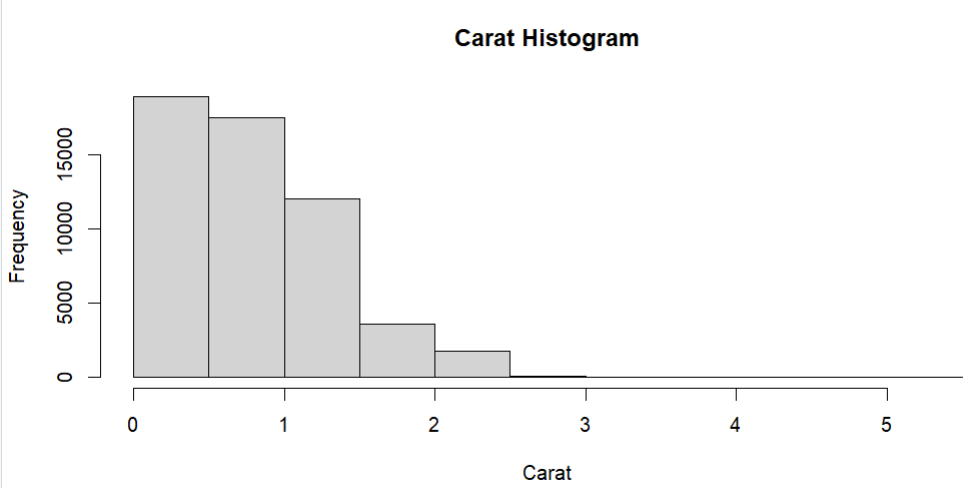 Carat Histogram
Frequency
15000
10000
5000
0
0 1 2 3 4 5
Carat